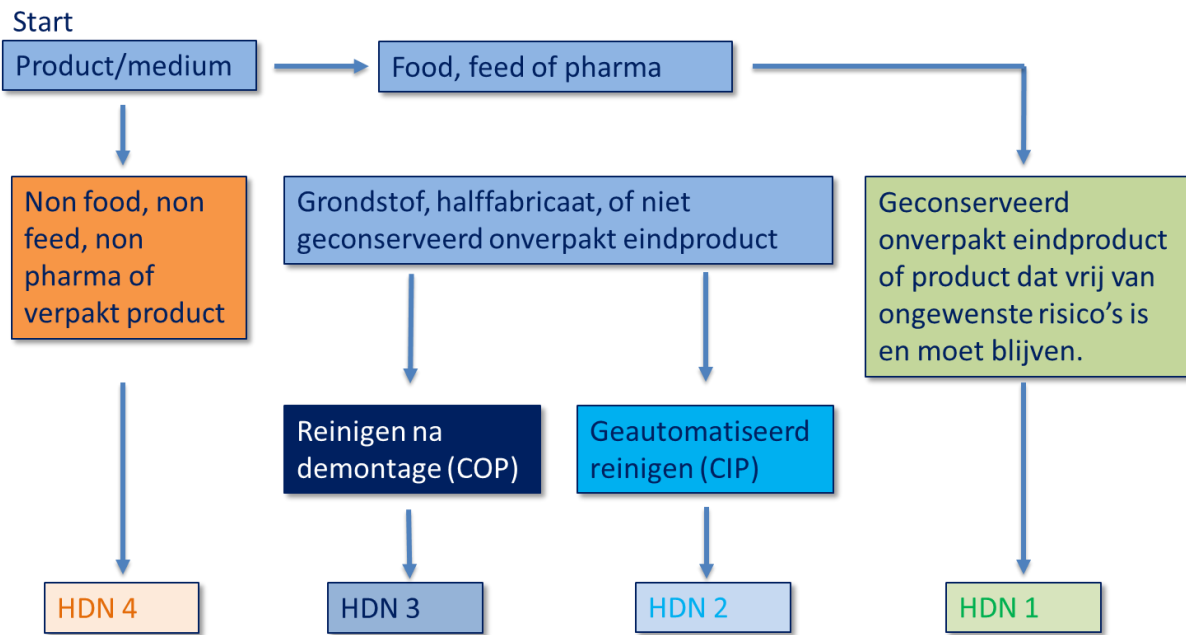 Start
Product/medium
Food, feed of pharma
Non food, non
feed, non
pharma of
verpakt product
Grondstof, halffabricaat, of niet
geconserveerd onverpakt eindproduct
Geconserveerd
onverpakt eindproduct
of product dat vrij van
ongewenste risico’s is
en moet blijven.
Reinigen na
demontage (COP)
Geautomatiseerd
reinigen (CIP)
HDN 4
HDN 3
HDN 2
HDN 1